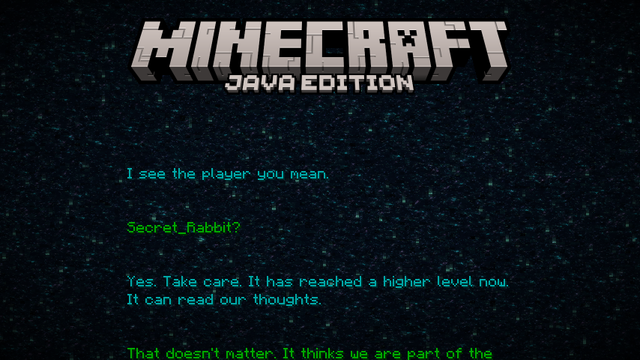 MINECRAFT
JAVA EDITION
I see the player you mean.
Secret_Rabbit?
Yes. Take care. It has reached a higher level now.
It can read our thoughts.
That doesn't matter. It thinks we are part of the